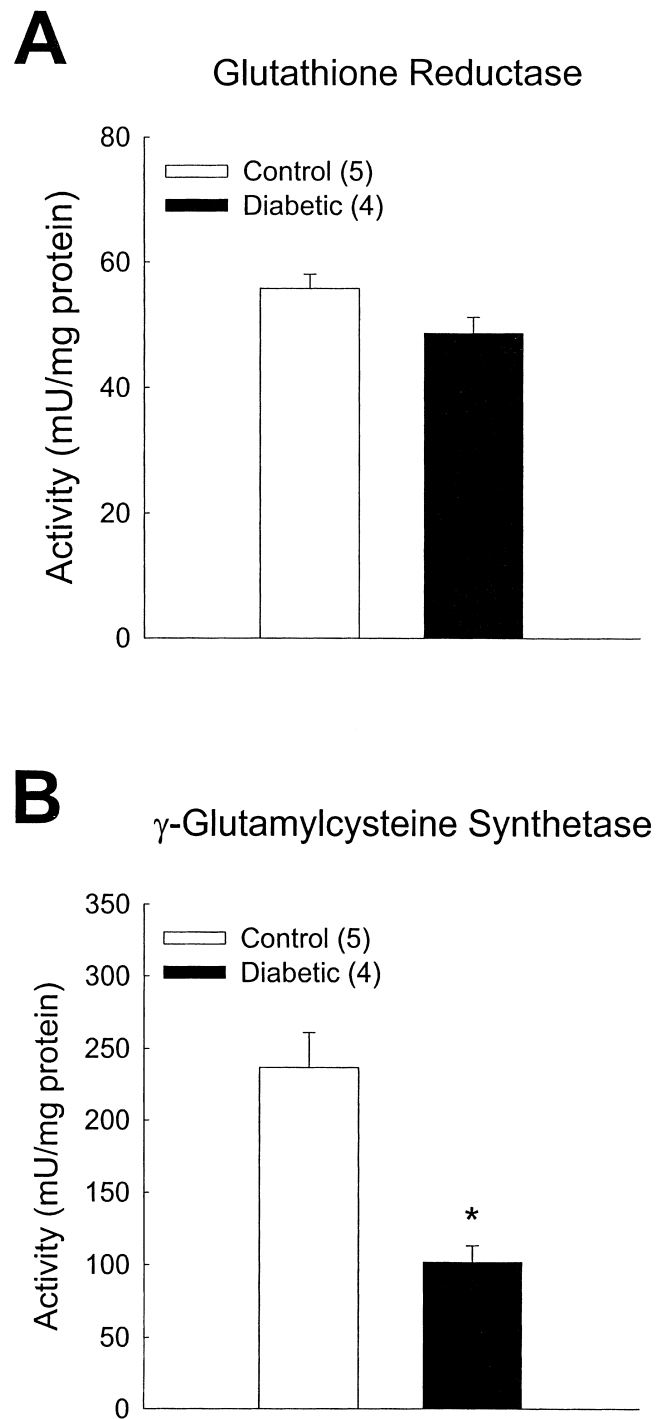 A
Glutathione Reductase
80
60
40
20
0
Activity (mU/mg protein)
Control (5)
Diabetic (4)
B
γ-Glutamylcysteine Synthetase
350
300
250
200
150
100
50
0
Activity (mU/mg protein)
Control (5)
Diabetic (4)
*